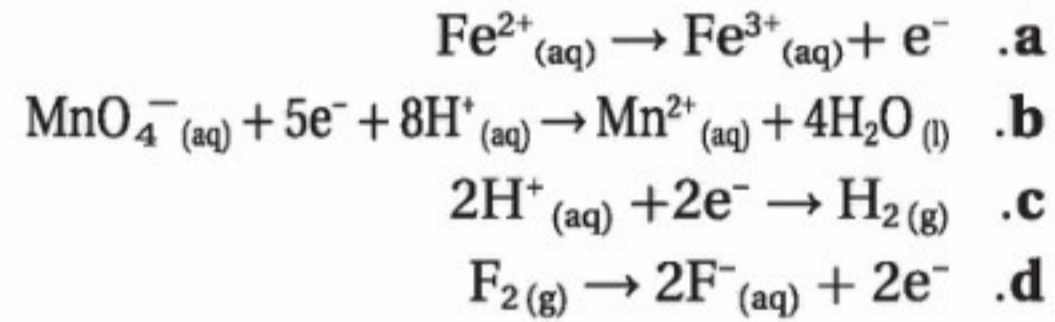 Fe²⁺(aq) → Fe³⁺(aq) + e⁻ .a
MnO₄⁻(aq) + 5e⁻ + 8H⁺(aq) → Mn²⁺(aq) + 4H₂O(l) .b
2H⁺(aq) +2e⁻ → H₂(g) .c
F₂(g) → 2F⁻(aq) + 2e⁻ .d